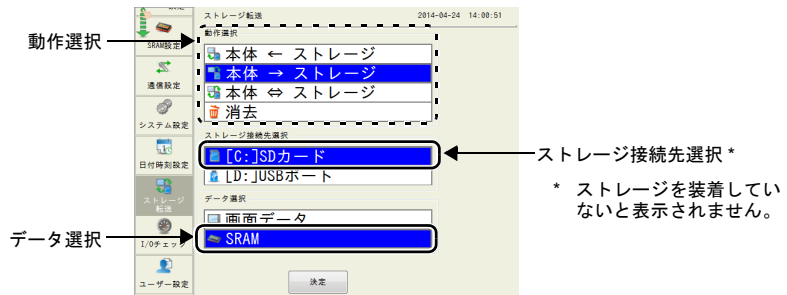 ストレージ転送 2014-04-24 14:00:51
動作選択
本体 ← ストレージ
本体 → ストレージ
本体 ⇔ ストレージ
消去
ストレージ接続先選択
[C:]SDカード
[D:]USBポート
データ選択
画面データ
SRAM
決定
SRAM設定
通信設定
システム設定
日付時刻設定
ストレージ
転送
I/Oチェック
ユーザー設定
動作選択
データ選択
ストレージ接続先選択 *
* ストレージを装着してい
ないと表示されません。